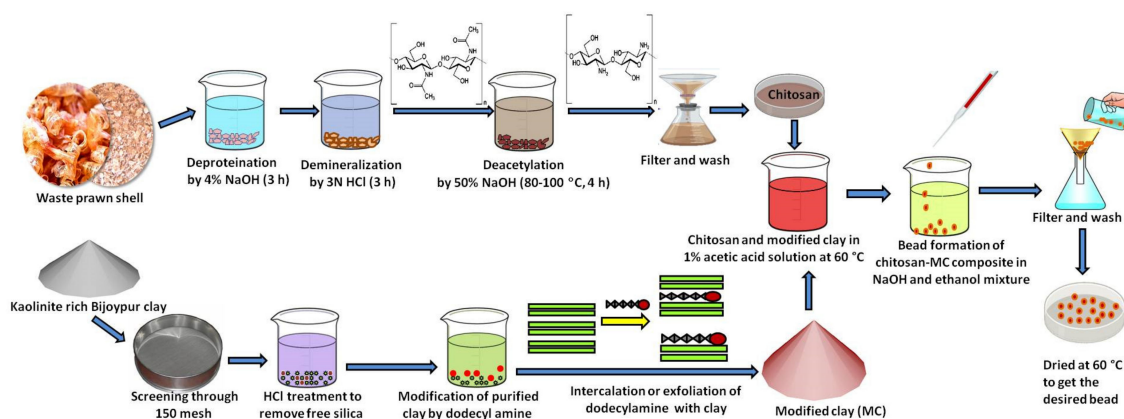 Waste prawn shell
Deproteination
by 4% NaOH (3 h)
Demineralization
by 3N HCl (3 h)
Deacetylation
by 50% NaOH (80-100 °C, 4 h)
Filter and wash
Chitosan
Chitosan and modified clay in
1% acetic acid solution at 60 °C
Bead formation of
chitosan-MC composite in
NaOH and ethanol mixture
Filter and wash
Dried at 60 °C
to get the
desired bead
Kaolinite rich Bijoypur clay
Screening through
150 mesh
HCl treatment to
remove free silica
Modification of purified
clay by dodecyl amine
Intercalation or exfoliation of
dodecylamine with clay
Modified clay (MC)